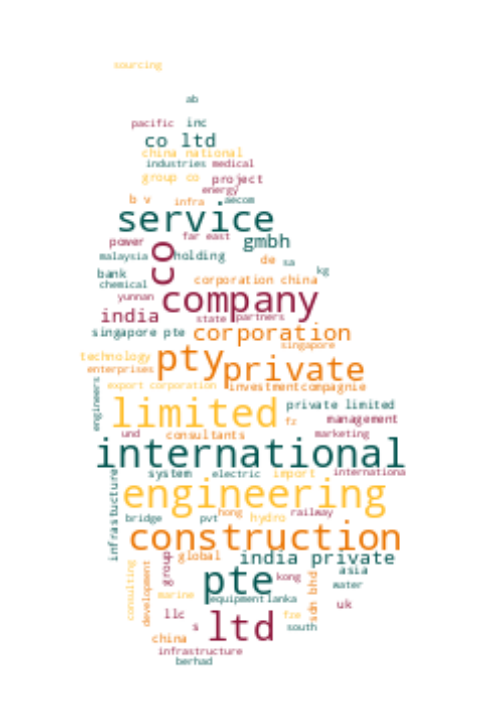 sourcing
ab
pacific inc
co ltd
china national
industries medical
group co project
energy
b v infra aecom
service
power far east gmbh
malaysia co holding de sa
bank kg
chemical corporation china
yunnan company
india state partners
singapore pte corporation
singapore
technology pty private
enterprises
export corporation investment compagnie
engineers limited private limited
fz management
und consultants marketing
international
system electric import internationa
infrastucture engineering
bridge pvt hong hydro railway
construction
group global india private
consulting development pte kong sdn bhd asia
water
marine equipment lanka
uk
llc fze
s ltd south
china
infrastructure
berhad